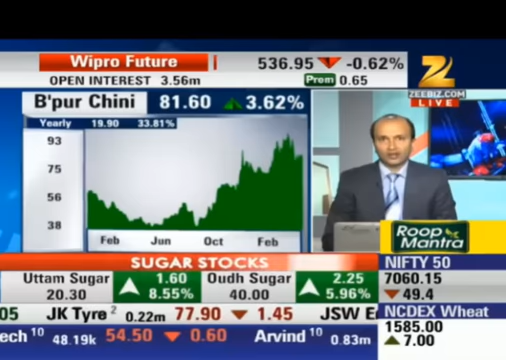 Wipro Future 536.95 -0.62%
OPEN INTEREST 3.56m Prem 0.65
ZEEBIZ.COM
LIVE
B'pur Chini 81.60 3.62%
Yearly 19.90 33.81%
93
75
56
38
Feb Jun Oct Feb
Roop
Mantra
SUGAR STOCKS
NIFTY 50
Uttam Sugar 1.60 Oudh Sugar 2.25
20.30 8.55% 40.00 5.96%
7060.15
49.4
05 JK Tyre 2 0.22m 77.90 1.45 JSW E
NCDEX Wheat
ech 10 48.19k 54.50 0.60 Arvind 10 0.83m
1585.00
7.00